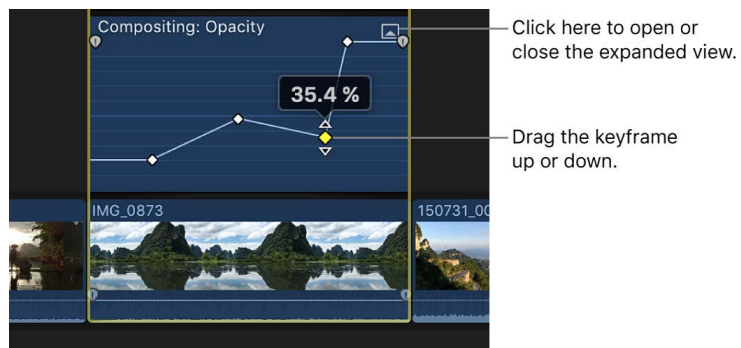 Compositing: Opacity
Click here to open or
close the expanded view.
35.4 %
Drag the keyframe
up or down.
IMG_0873
150731_00